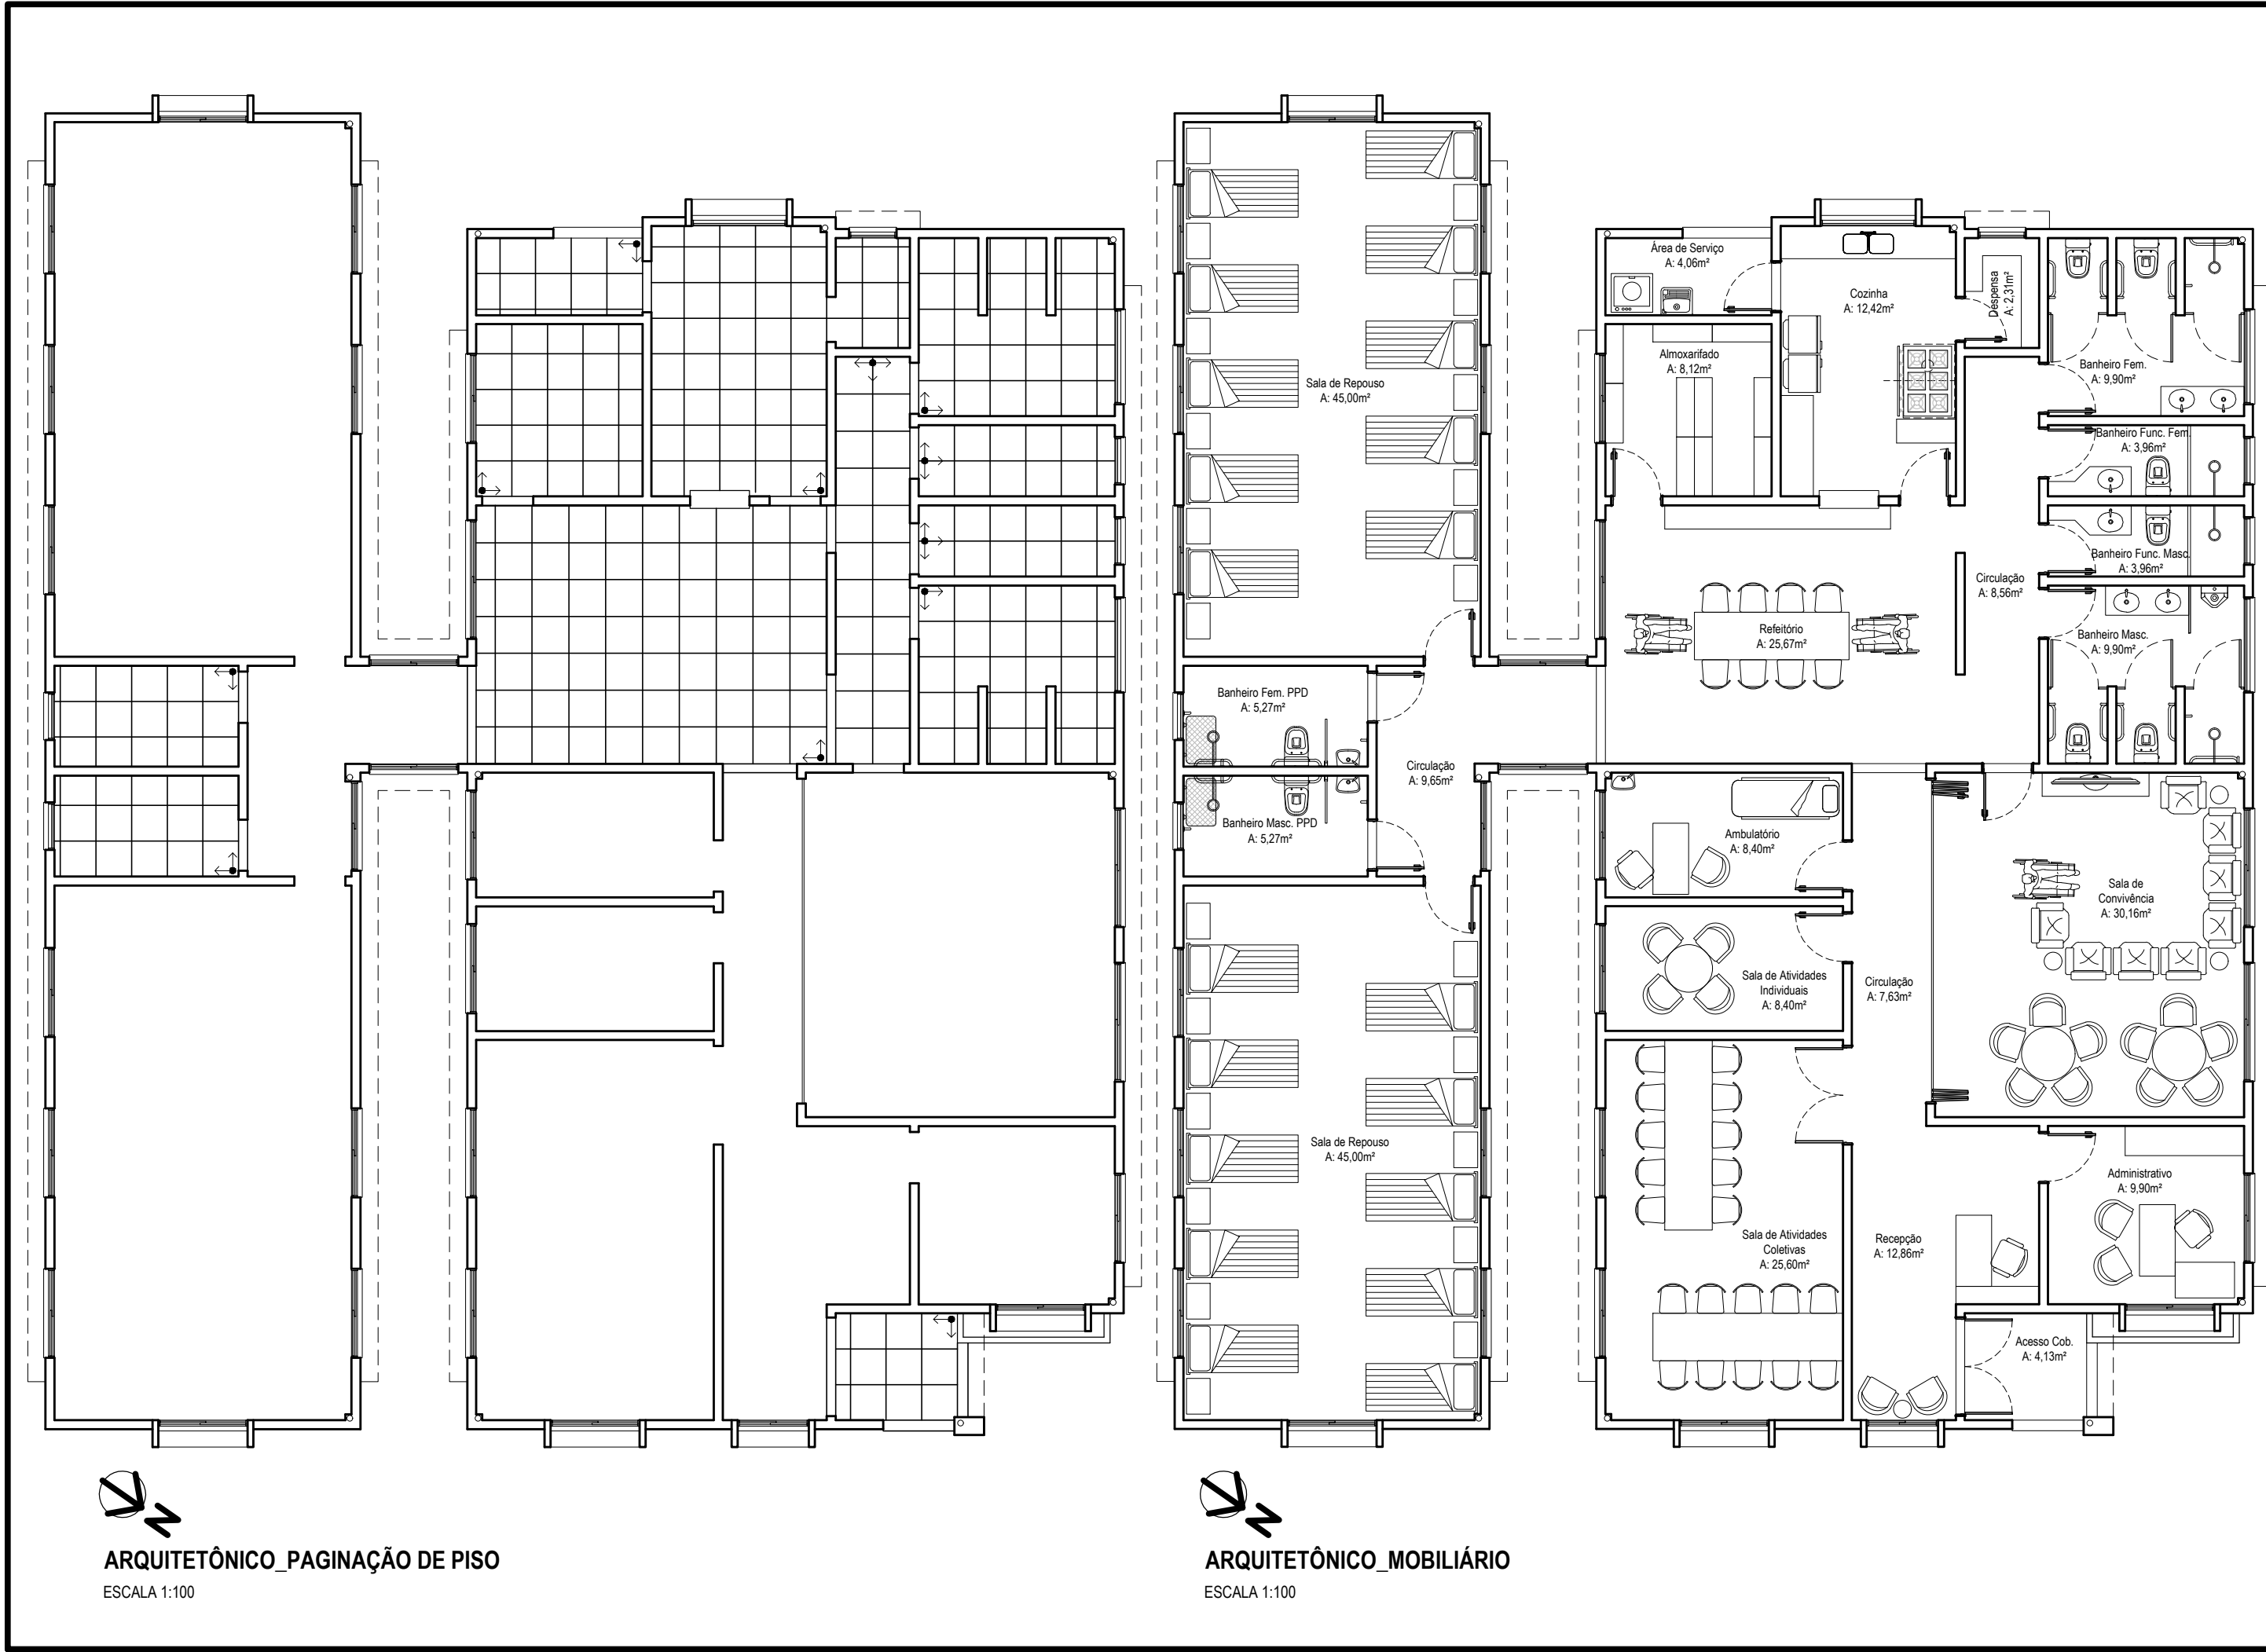 Área de Serviço
A: 4,06m²
Cozinha
A: 12,42m²
Despensa
A: 2,31m²
Almoxarifado
A: 8,12m²
Banheiro Fem.
A: 9,90m²
Sala de Repouso
A: 45,00m²
Banheiro Func. Fem.
A: 3,96m²
Banheiro Func. Masc.
A: 3,96m²
Circulação
A: 8,56m²
Refeitório
A: 25,67m²
Banheiro Masc.
A: 9,90m²
Banheiro Fem. PPD
A: 5,27m²
Circulação
A: 9,65m²
Banheiro Masc. PPD
A: 5,27m²
Ambulatório
A: 8,40m²
Sala de
Convivência
A: 30,16m²
Sala de Atividades
Individuais
A: 8,40m²
Circulação
A: 7,63m²
Sala de Repouso
A: 45,00m²
Administrativo
A: 9,90m²
Sala de Atividades
Coletivas
A: 25,60m²
Recepção
A: 12,86m²
Acesso Cob.
A: 4,13m²
N
ARQUITETÔNICO_PAGINAÇÃO DE PISO
ESCALA 1:100
N
ARQUITETÔNICO_MOBILIÁRIO
ESCALA 1:100